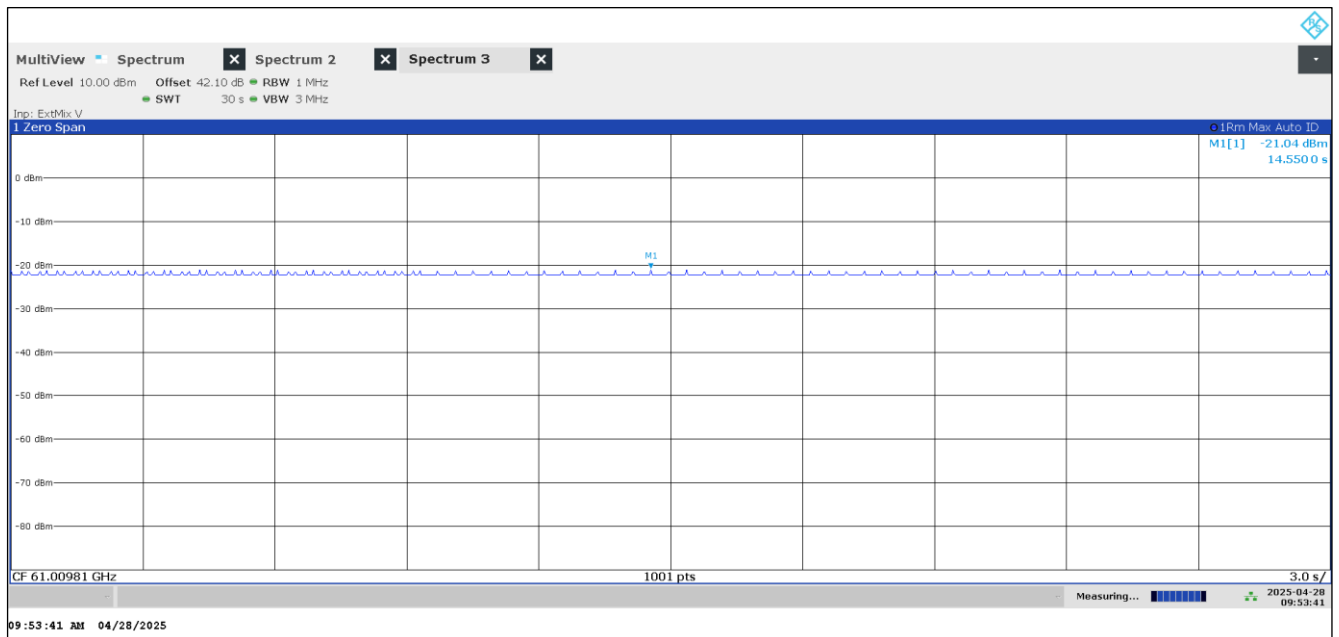 MultiView Spectrum Spectrum 2 Spectrum 3
Ref Level 10.00 dBm Offset 42.10 dB RBW 1 MHz
SWT 30 s VBW 3 MHz
Inp: ExtMix V
1 Zero Span 1Rm Max Auto ID
M1[1] -21.04 dBm
14.5500 s
0 dBm
-10 dBm
M1
-20 dBm
-30 dBm
-40 dBm
-50 dBm
-60 dBm
-70 dBm
-80 dBm
CF 61.00981 GHz 1001 pts 3.0 s/
Measuring... 2025-04-28
09:53:41
09:53:41 AM 04/28/2025